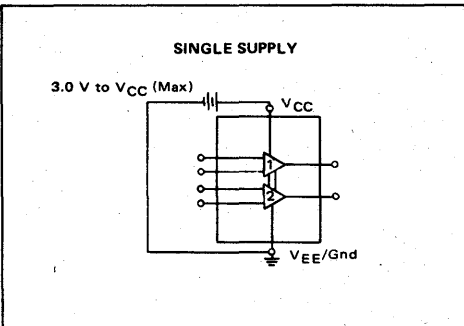 SINGLE SUPPLY
3.0 V to VCC (Max)
VCC
1
2
VEE/Gnd